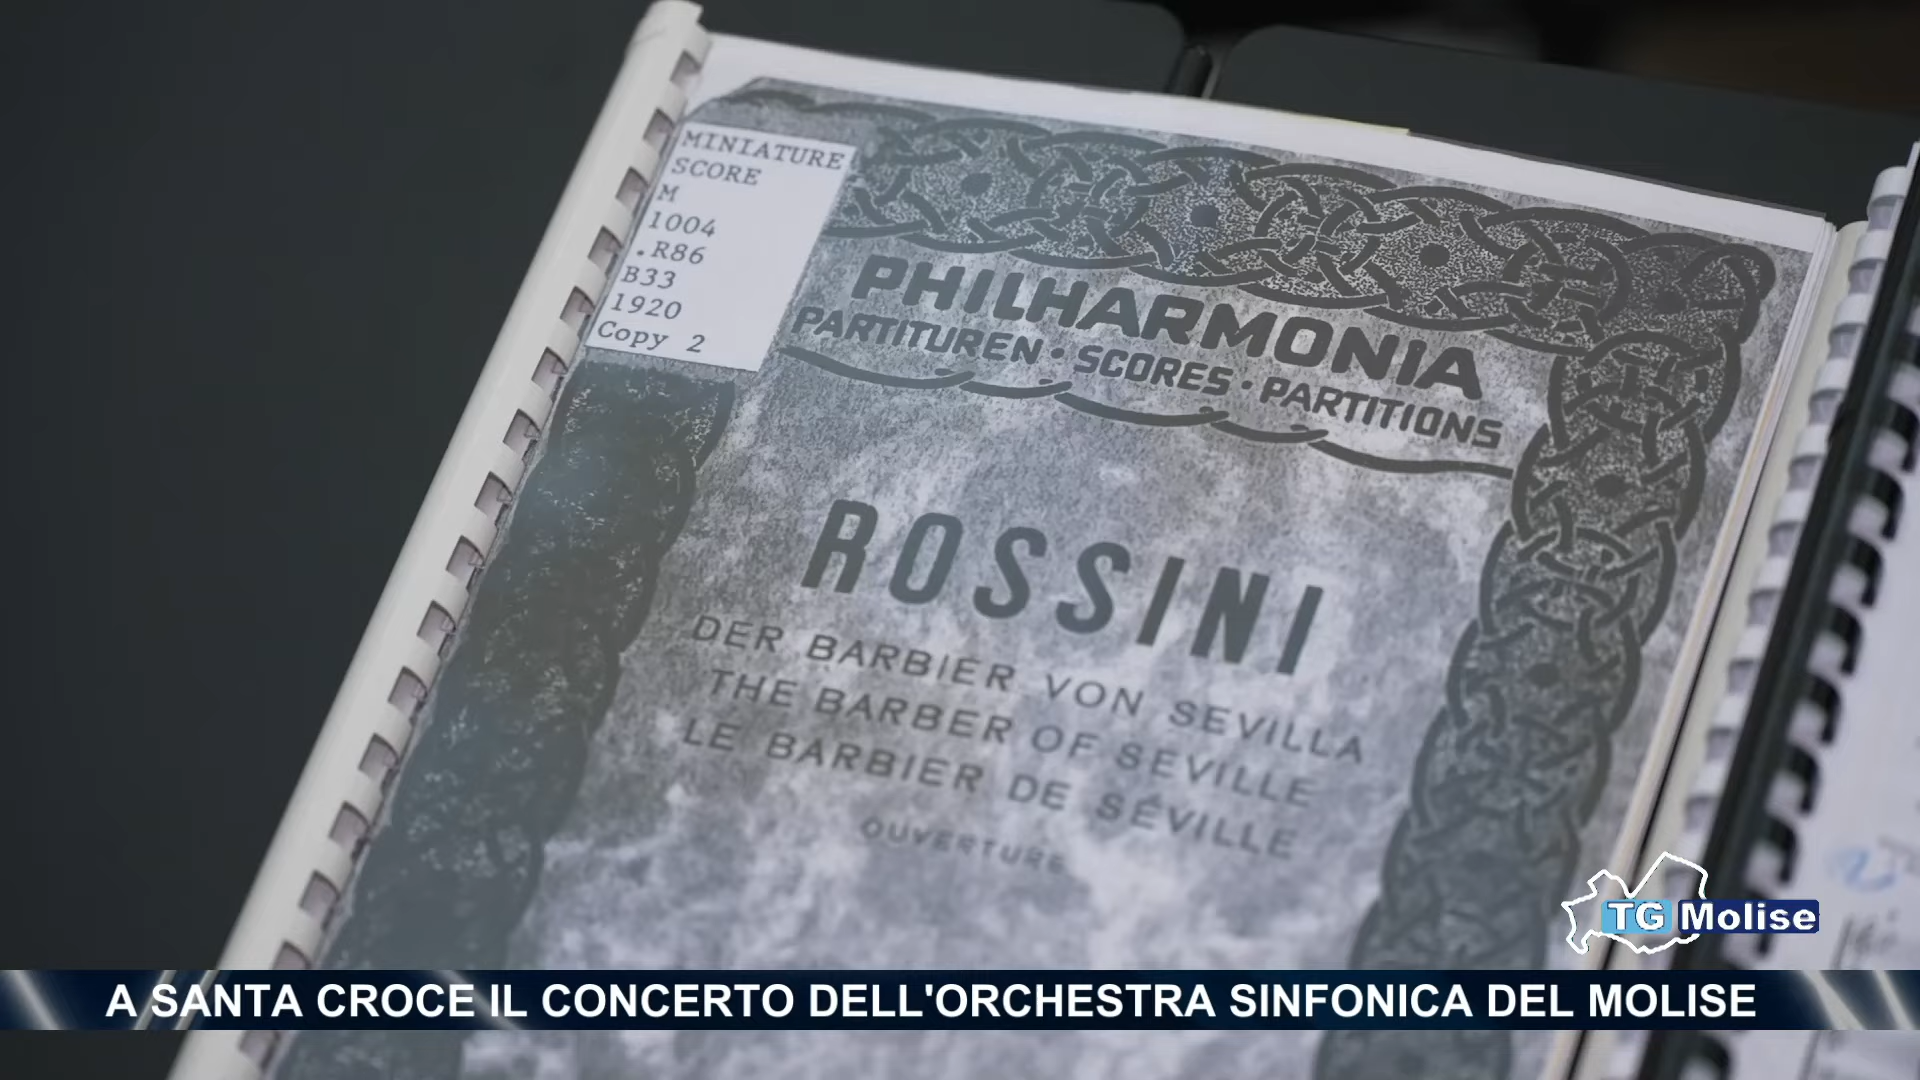 MINIATURE
SCORE
M
1004
.R86
B33
1920
Copy 2
PHILHARMONIA
PARTITUREN • SCORES • PARTITIONS
ROSSINI
DER BARBIER VON SEVILLA
THE BARBER OF SEVILLE
LE BARBIER DE SÉVILLE
OUVERTURE
TG Molise
A SANTA CROCE IL CONCERTO DELL'ORCHESTRA SINFONICA DEL MOLISE